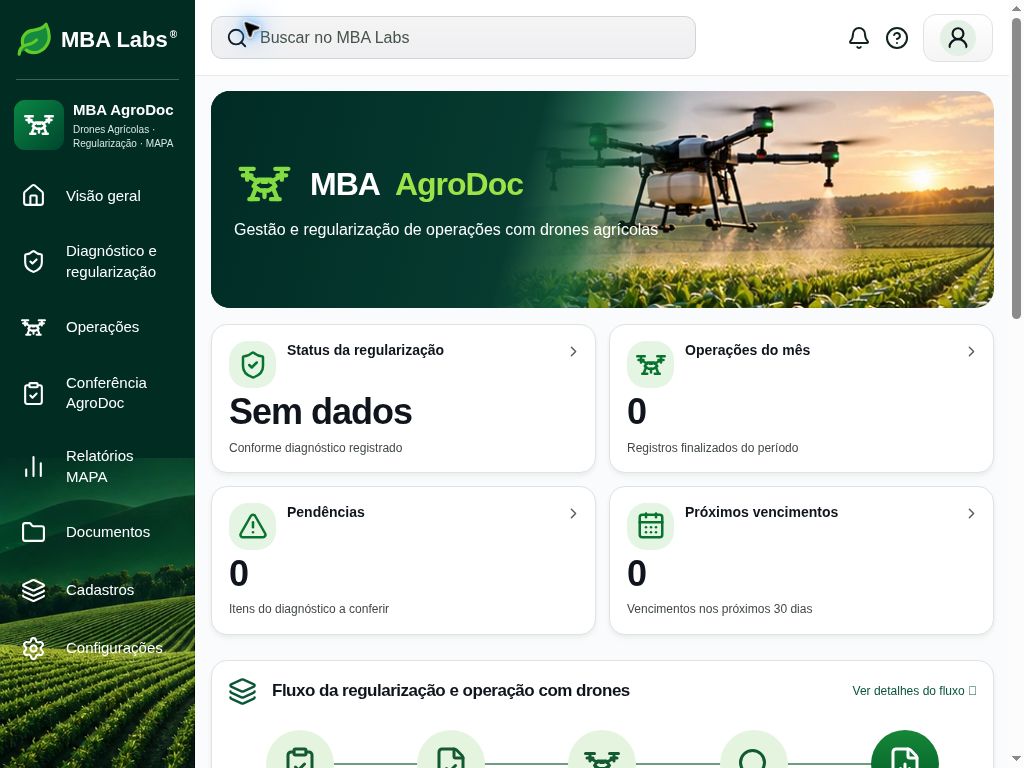 MBA Labs®
Buscar no MBA Labs
MBA AgroDoc
Drones Agrícolas ·
Regularização · MAPA
Visão geral
Diagnóstico e
regularização
Operações
Conferência
AgroDoc
Relatórios
MAPA
Documentos
Cadastros
Configurações
MBA AgroDoc
Gestão e regularização de operações com drones agrícolas
Status da regularização
Sem dados
Conforme diagnóstico registrado
Operações do mês
0
Registros finalizados do período
Pendências
0
Itens do diagnóstico a conferir
Próximos vencimentos
0
Vencimentos nos próximos 30 dias
Fluxo da regularização e operação com drones
Ver detalhes do fluxo